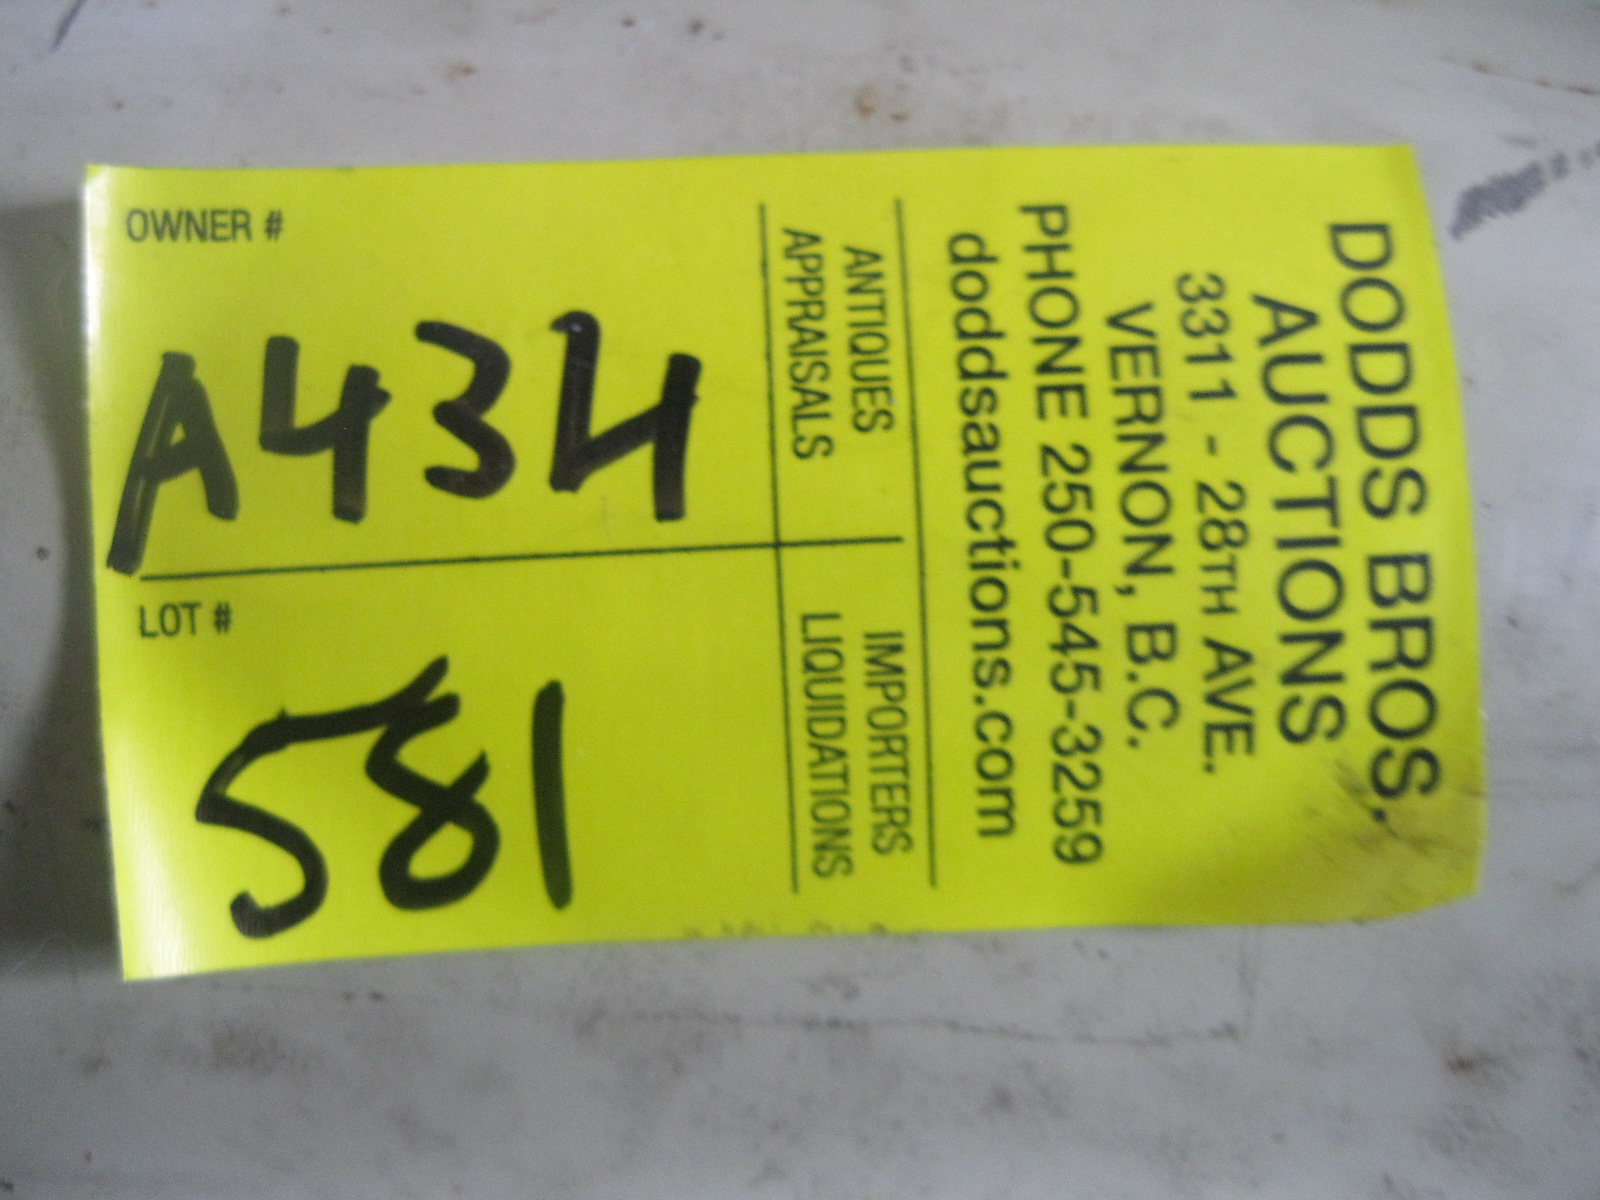 DODDS BROS.
AUCTIONS
3311 - 28TH AVE.
VERNON, B.C.
PHONE 250-545-3259
doddsauctions.com
ANTIQUES
APPRAISALS
IMPORTERS
LIQUIDATIONS
OWNER #
A434
LOT #
581